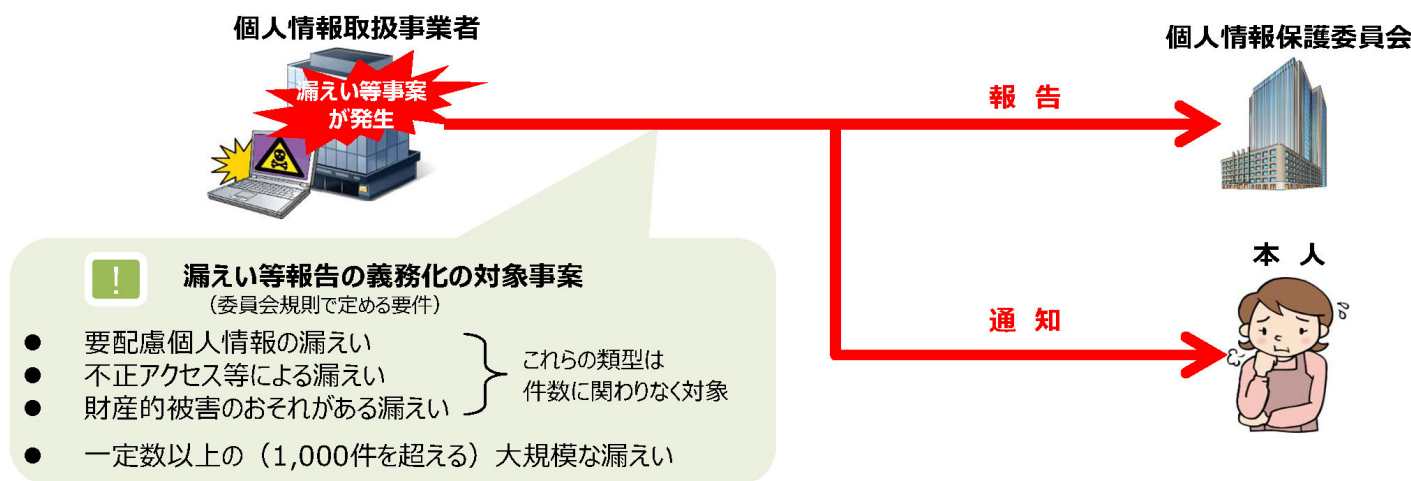 個人情報取扱事業者
個人情報保護委員会
漏えい等事案
が発生
報 告
本 人
通 知
!
漏えい等報告の義務化の対象事案
（委員会規則で定める要件）
● 要配慮個人情報の漏えい
● 不正アクセス等による漏えい
● 財産的被害のおそれがある漏えい
これらの類型は
件数に関わりなく対象
● 一定数以上の（1,000件を超える）大規模な漏えい